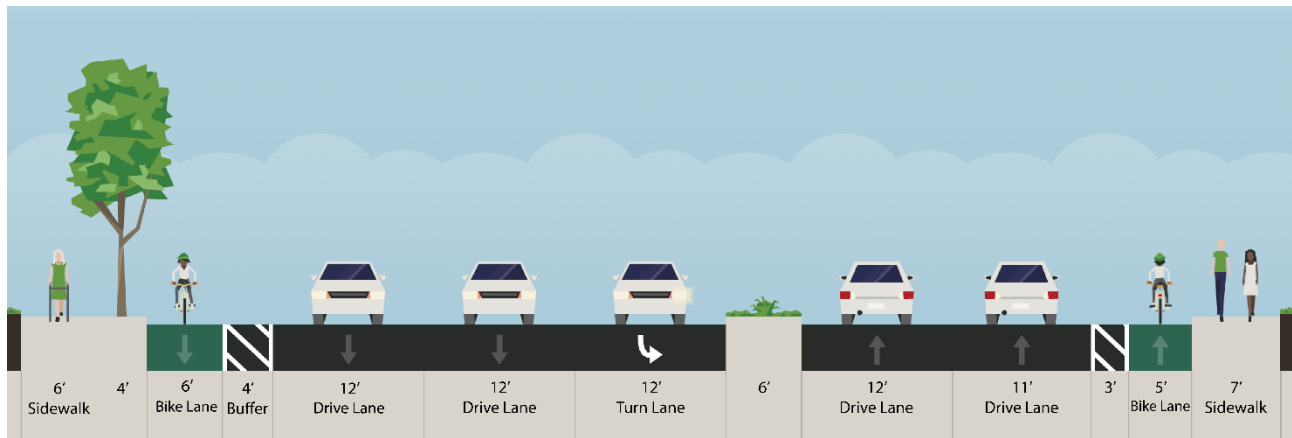 6’ 4’ 6’ 4’ 12’ 12’ 12’ 6’ 12’ 11’ 3’ 5’ 7’
Sidewalk Bike Lane Buffer Drive Lane Drive Lane Turn Lane Drive Lane Drive Lane Bike Lane Sidewalk